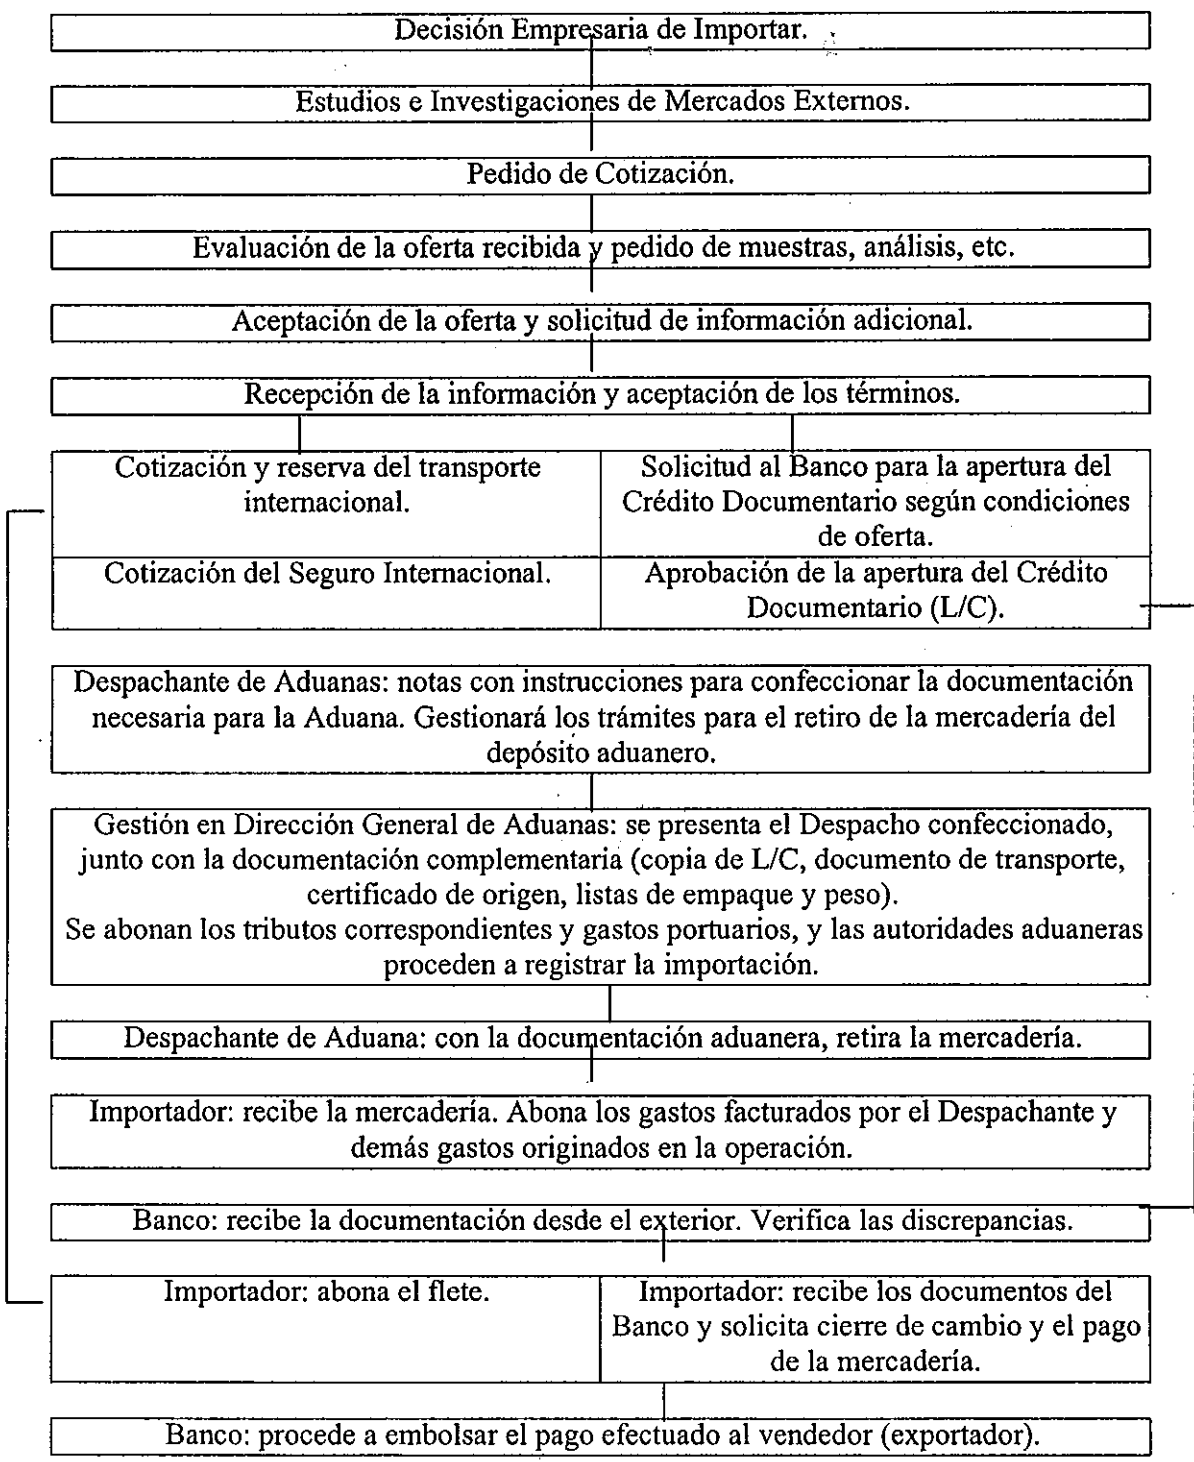 Decisión Empresaria de Importar.
Estudios e Investigaciones de Mercados Externos.
Pedido de Cotización.
Evaluación de la oferta recibida y pedido de muestras, análisis, etc.
Aceptación de la oferta y solicitud de información adicional.
Recepción de la información y aceptación de los términos.
Cotización y reserva del transporte
internacional.
Solicitud al Banco para la apertura del
Crédito Documentario según condiciones
de oferta.
Cotización del Seguro Internacional.
Aprobación de la apertura del Crédito
Documentario (L/C).
Despachante de Aduanas: notas con instrucciones para confeccionar la documentación
necesaria para la Aduana. Gestionará los trámites para el retiro de la mercadería del
depósito aduanero.
Gestión en Dirección General de Aduanas: se presenta el Despacho confeccionado,
junto con la documentación complementaria (copia de L/C, documento de transporte,
certificado de origen, listas de empaque y peso).
Se abonan los tributos correspondientes y gastos portuarios, y las autoridades aduaneras
proceden a registrar la importación.
Despachante de Aduana: con la documentación aduanera, retira la mercadería.
Importador: recibe la mercadería. Abona los gastos facturados por el Despachante y
demás gastos originados en la operación.
Banco: recibe la documentación desde el exterior. Verifica las discrepancias.
Importador: abona el flete.
Importador: recibe los documentos del
Banco y solicita cierre de cambio y el pago
de la mercadería.
Banco: procede a embolsar el pago efectuado al vendedor (exportador).